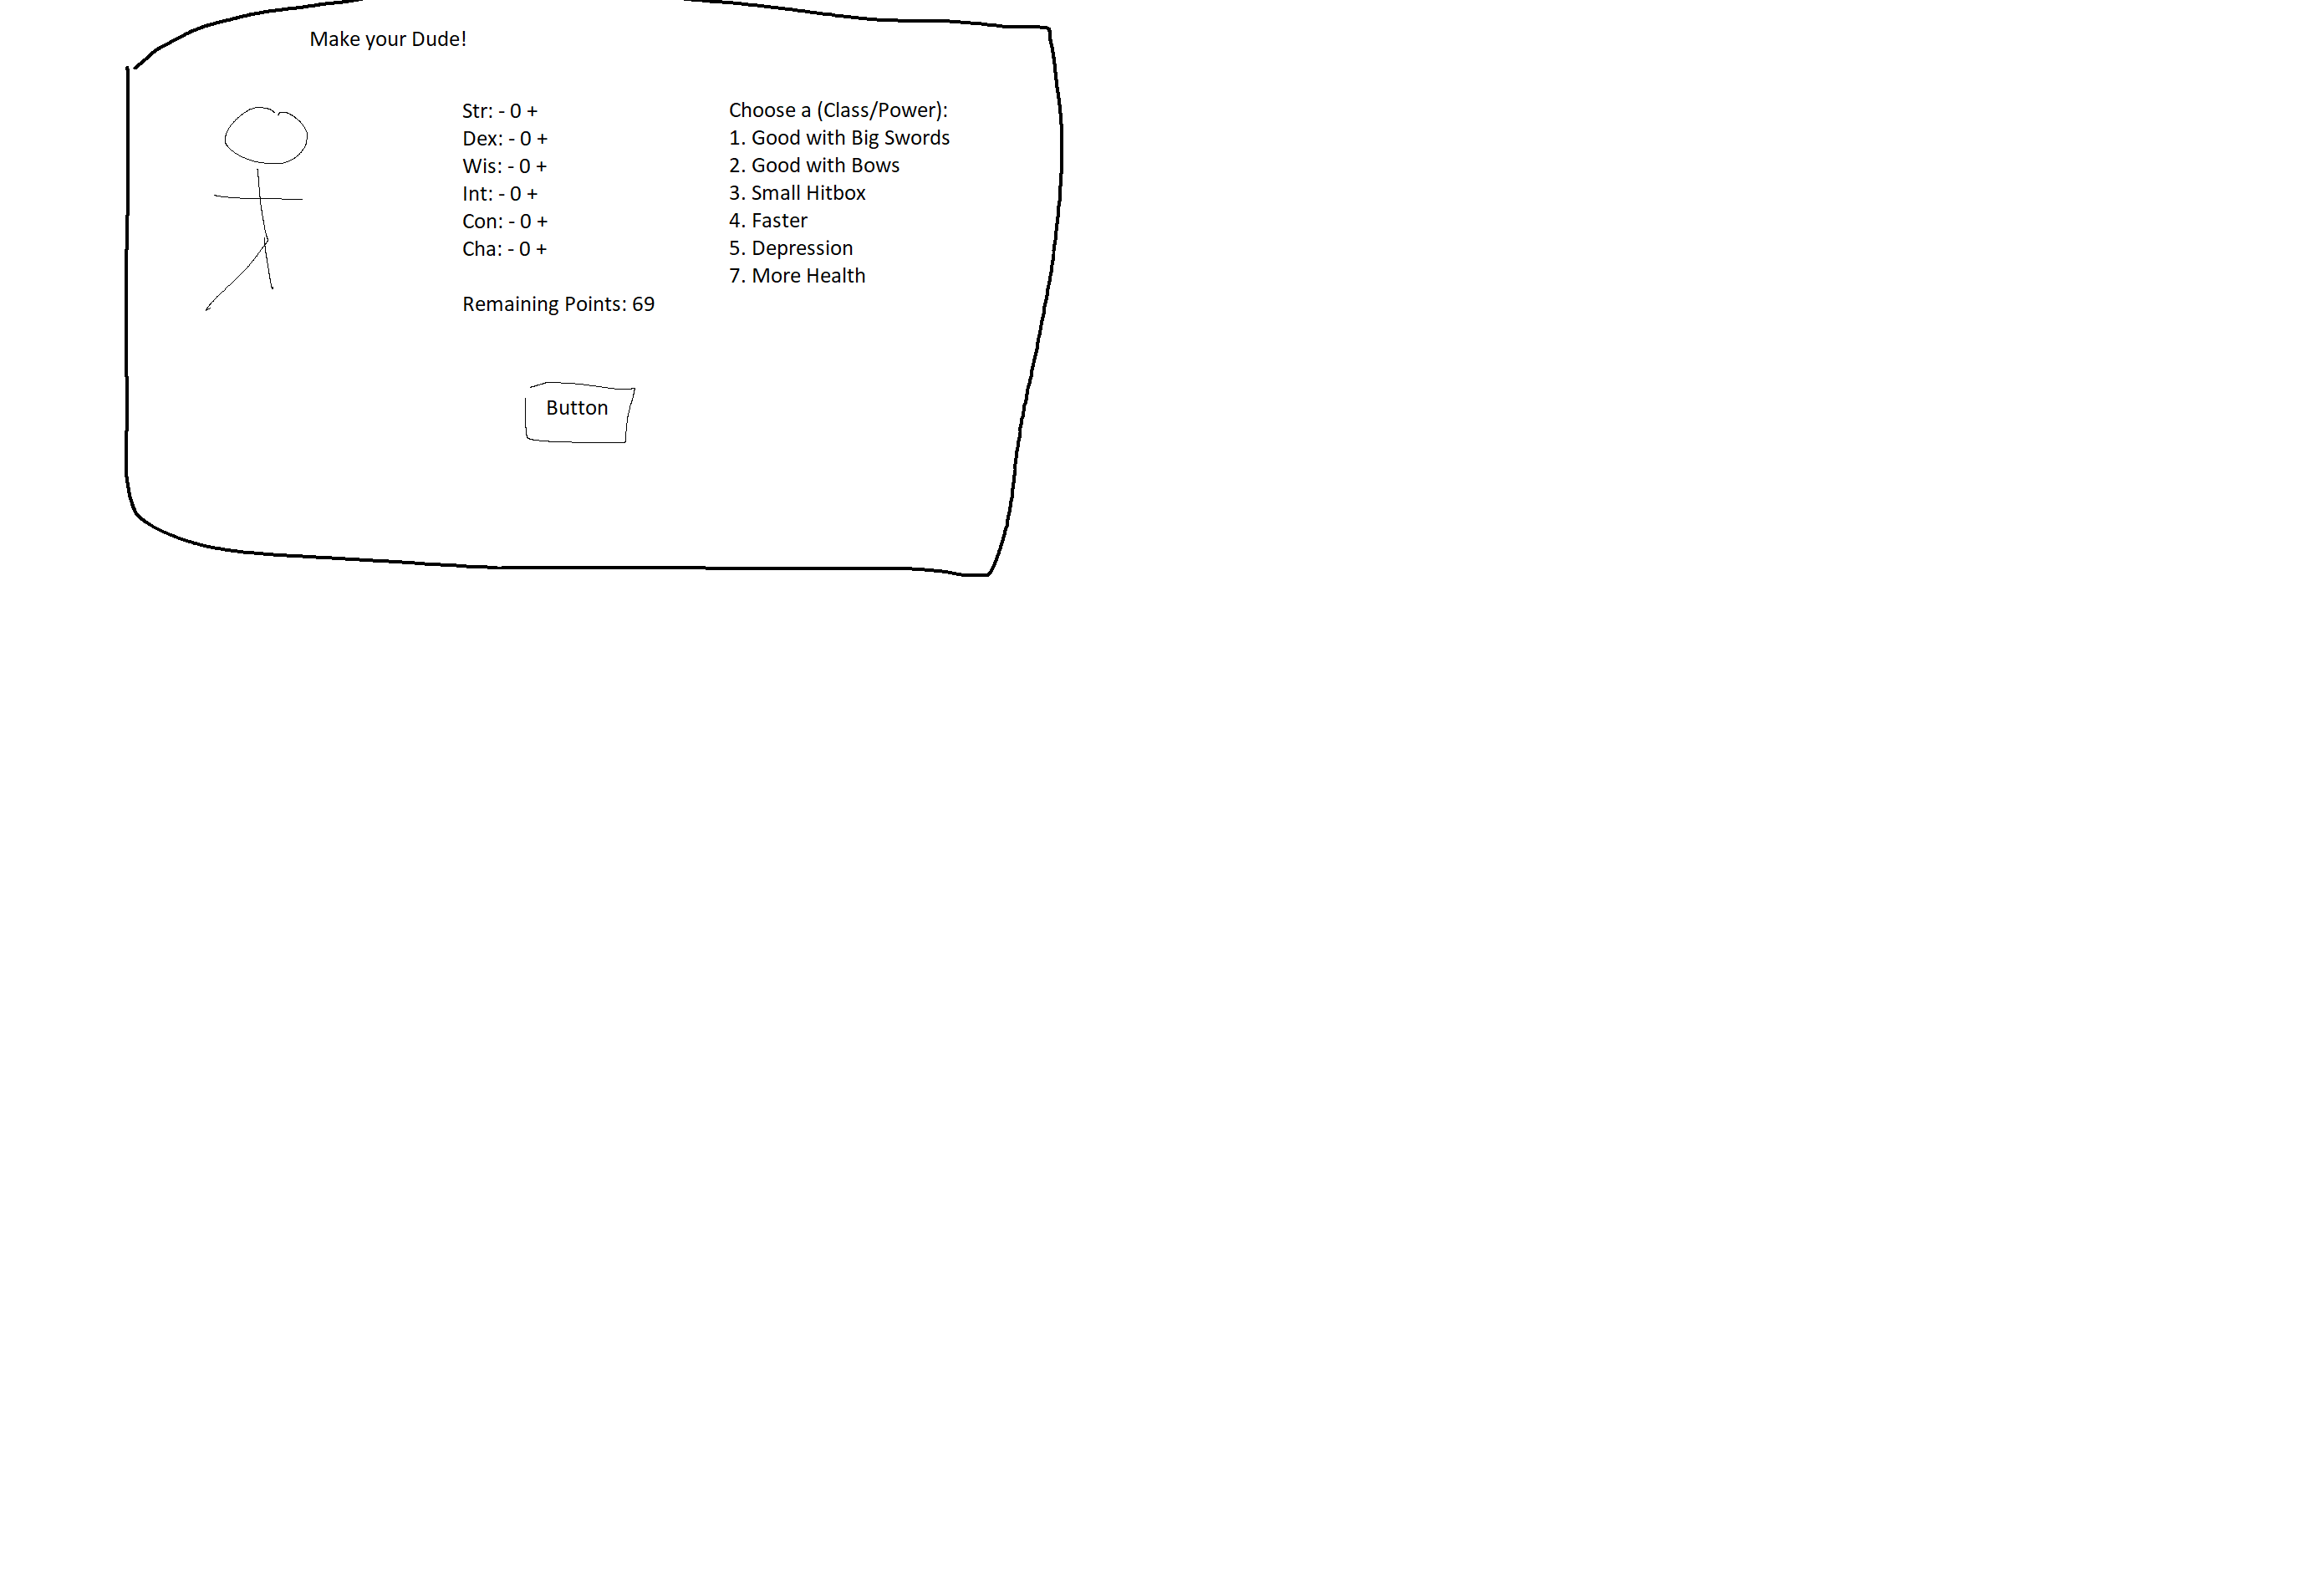 Make your Dude!
Str: - 0 +
Dex: - 0 +
Wis: - 0 +
Int: - 0 +
Con: - 0 +
Cha: - 0 +
Remaining Points: 69
Choose a (Class/Power):
1. Good with Big Swords
2. Good with Bows
3. Small Hitbox
4. Faster
5. Depression
7. More Health
Button